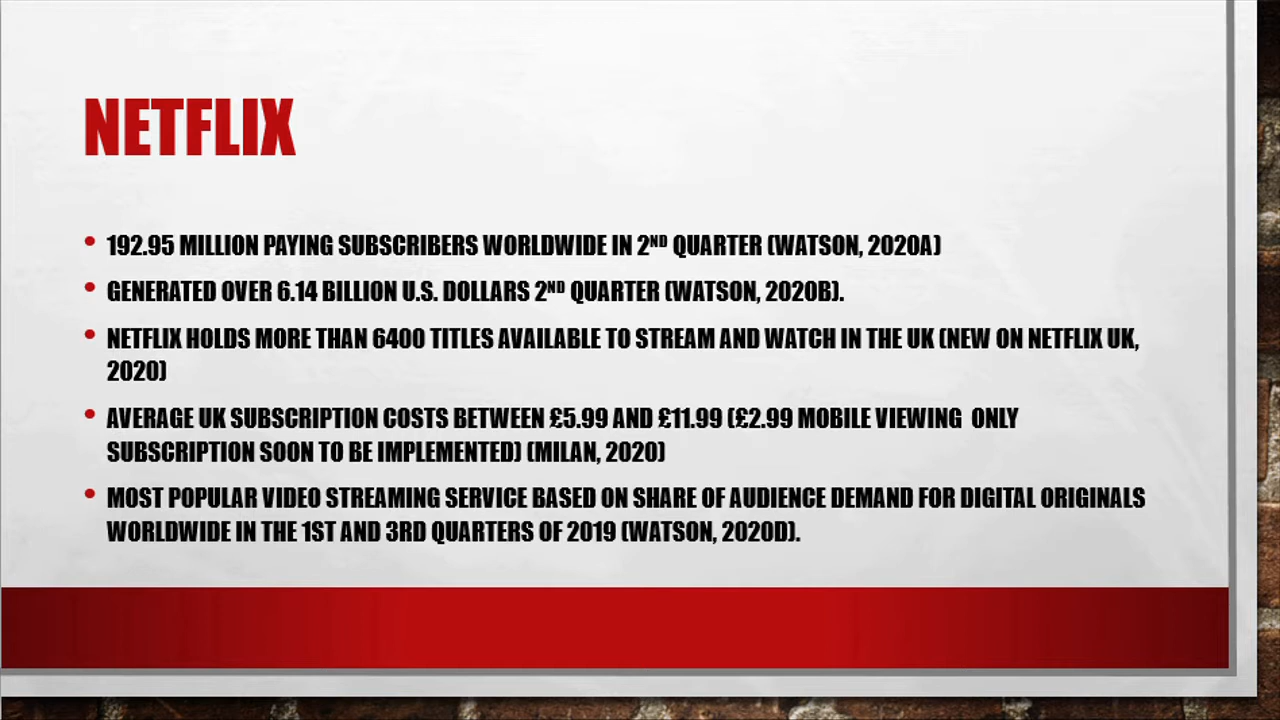 NETFLIX
• 192.95 MILLION PAYING SUBSCRIBERS WORLDWIDE IN 2ND QUARTER (WATSON, 2020A)
• GENERATED OVER 6.14 BILLION U.S. DOLLARS 2ND QUARTER (WATSON, 2020B).
• NETFLIX HOLDS MORE THAN 6400 TITLES AVAILABLE TO STREAM AND WATCH IN THE UK (NEW ON NETFLIX UK,
2020)
• AVERAGE UK SUBSCRIPTION COSTS BETWEEN £5.99 AND £11.99 (£2.99 MOBILE VIEWING ONLY
SUBSCRIPTION SOON TO BE IMPLEMENTED) (MILAN, 2020)
• MOST POPULAR VIDEO STREAMING SERVICE BASED ON SHARE OF AUDIENCE DEMAND FOR DIGITAL ORIGINALS
WORLDWIDE IN THE 1ST AND 3RD QUARTERS OF 2019 (WATSON, 2020D).